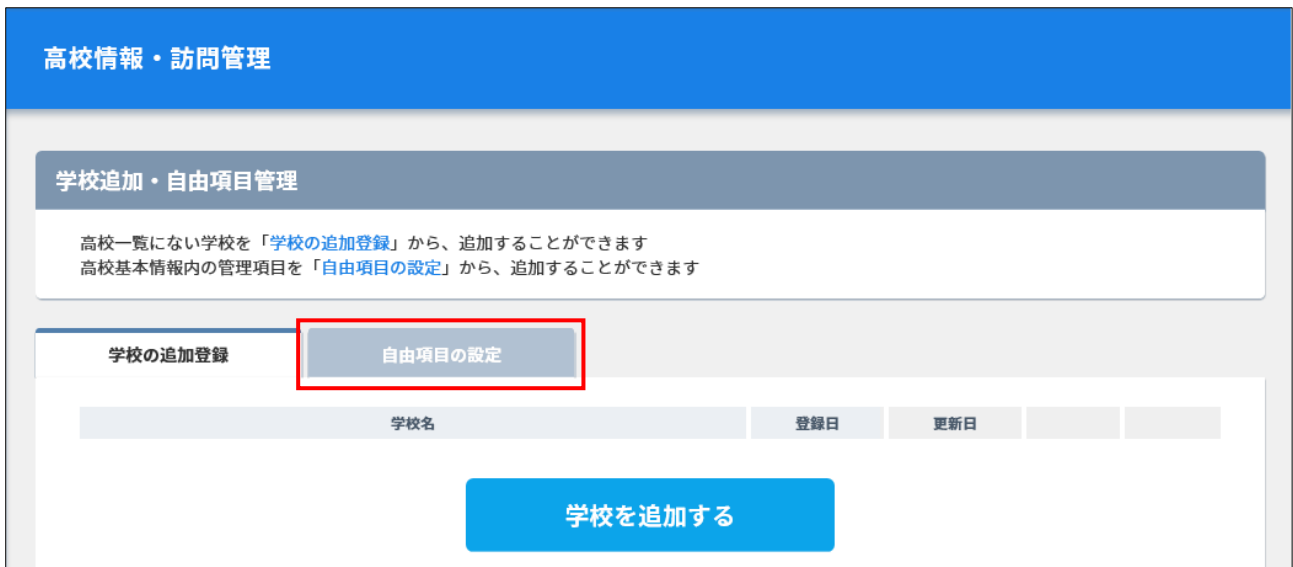 高校情報・訪問管理
学校追加・自由項目管理
高校一覧にない学校を「学校の追加登録」から、追加することができます
高校基本情報内の管理項目を「自由項目の設定」から、追加することができます
学校の追加登録 自由項目の設定
学校名 登録日 更新日
学校を追加する